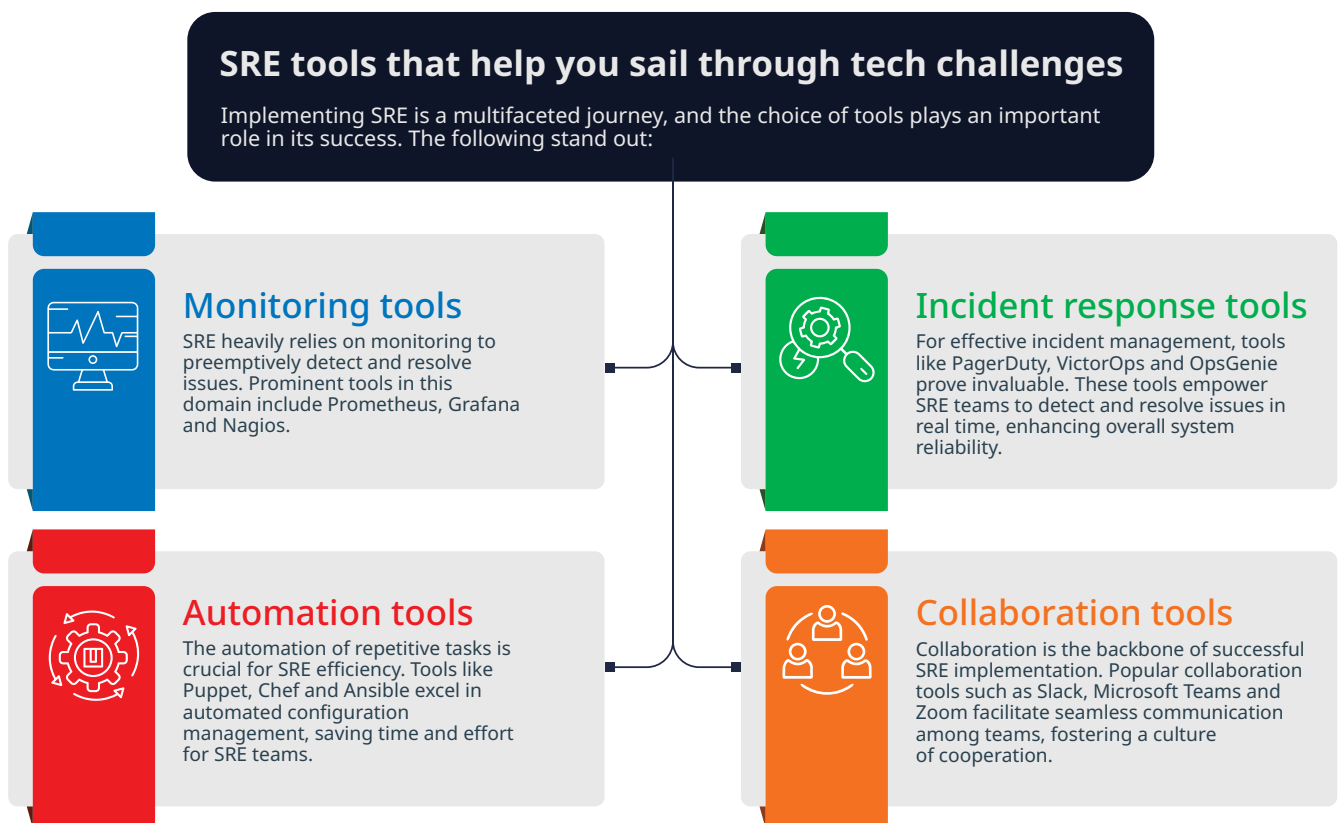 SRE tools that help you sail through tech challenges
Implementing SRE is a multifaceted journey, and the choice of tools plays an important
role in its success. The following stand out:
Monitoring tools
SRE heavily relies on monitoring to
preemptively detect and resolve
issues. Prominent tools in this
domain include Prometheus, Grafana
and Nagios.
Incident response tools
For effective incident management, tools
like PagerDuty, VictorOps and OpsGenie
prove invaluable. These tools empower
SRE teams to detect and resolve issues in
real time, enhancing overall system
reliability.
Automation tools
The automation of repetitive tasks is
crucial for SRE efficiency. Tools like
Puppet, Chef and Ansible excel in
automated configuration
management, saving time and effort
for SRE teams.
Collaboration tools
Collaboration is the backbone of successful
SRE implementation. Popular collaboration
tools such as Slack, Microsoft Teams and
Zoom facilitate seamless communication
among teams, fostering a culture
of cooperation.